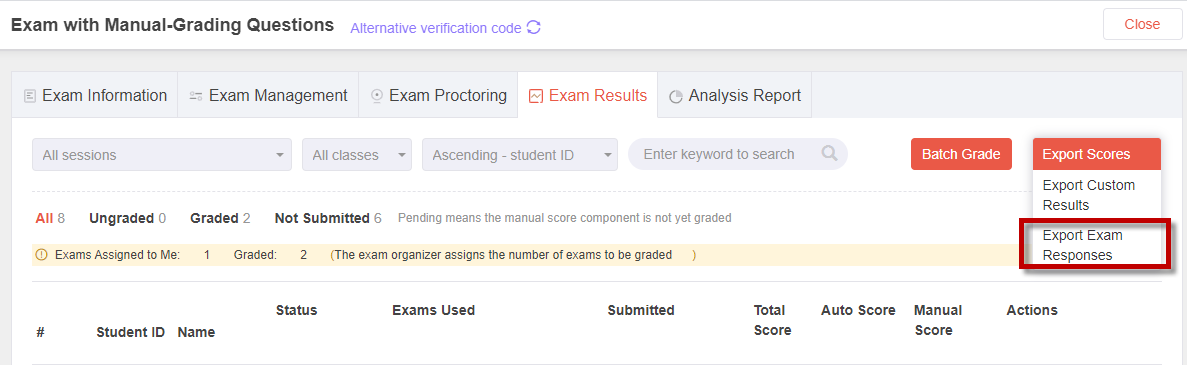 Exam with Manual-Grading Questions Alternative verification code Close
Exam Information Exam Management Exam Proctoring Exam Results Analysis Report
All sessions All classes Ascending - student ID Enter keyword to search Batch Grade Export Scores
Export Custom
Results
All 8 Ungraded 0 Graded 2 Not Submitted 6 Pending means the manual score component is not yet graded
Export Exam
Responses
Exams Assigned to Me: 1 Graded: 2 (The exam organizer assigns the number of exams to be graded )
# Student ID Name Status Exams Used Submitted Total Score Auto Score Manual Score Actions